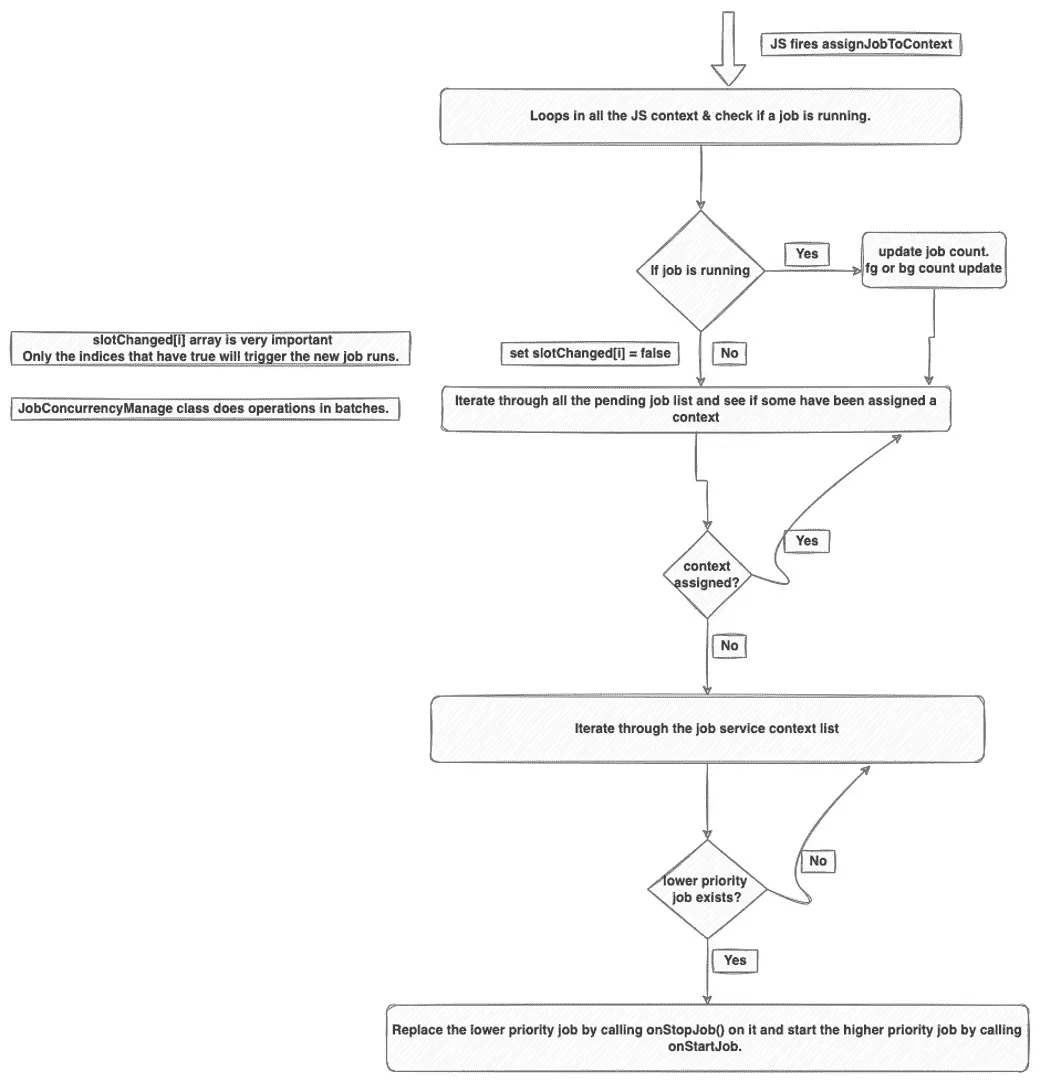 JS fires assignJobToContext
Loops in all the JS context & check if a job is running.
If job is running
Yes
update job count.
fg or bg count update
slotChanged[i] array is very important
Only the indices that have true will trigger the new job runs.
set slotChanged[i] = false
No
JobConcurrencyManage class does operations in batches.
Iterate through all the pending job list and see if some have been assigned a
context
Yes
context
assigned?
No
Iterate through the job service context list
No
lower priority
job exists?
Yes
Replace the lower priority job by calling onStopJob() on it and start the higher priority job by calling
onStartJob.